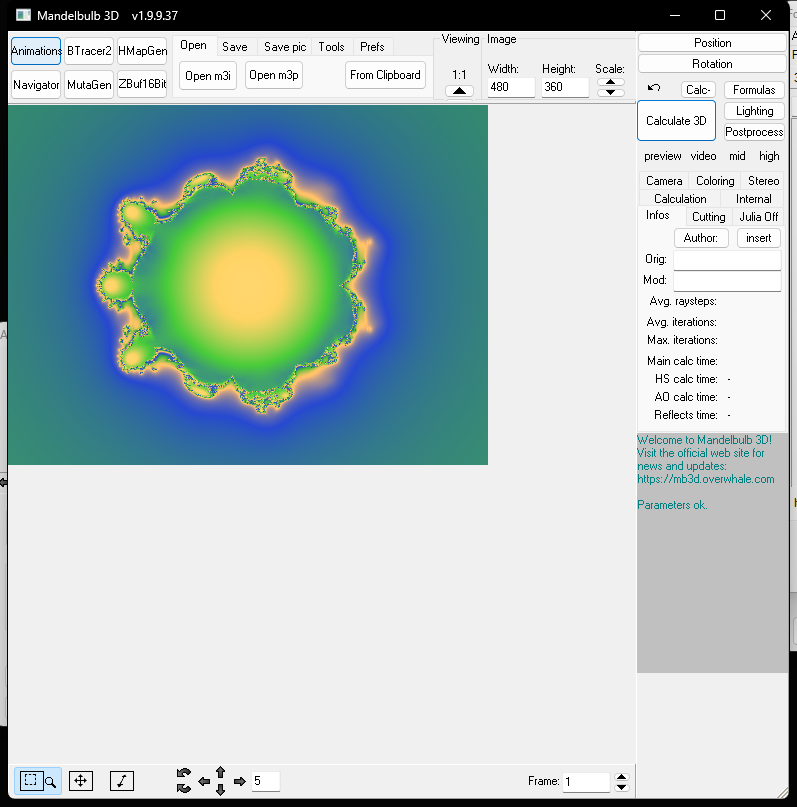 Mandelbulb 3D v1.9.9.37
Animations BTracer2 HMapGen
Navigator MutaGen ZBuf16Bit
Open Save Save pic Tools Prefs
Open m3i Open m3p From Clipboard
Viewing
1:1
Image
Width: Height: Scale:
480 360
Position
Rotation
Calc- Formulas
Calculate 3D
Lighting
Postprocess
preview video mid high
Camera Coloring Stereo
Calculation Internal
Infos Cutting Julia Off
Author: insert
Orig:
Mod:
Avg. raysteps:
Avg. iterations:
Max. iterations:
Main calc time:
HS calc time: -
AO calc time: -
Reflects time: -
Welcome to Mandelbulb 3D!
Visit the official web site for
news and updates:
https://mb3d.overwhale.com
Parameters ok.
5
Frame: 1